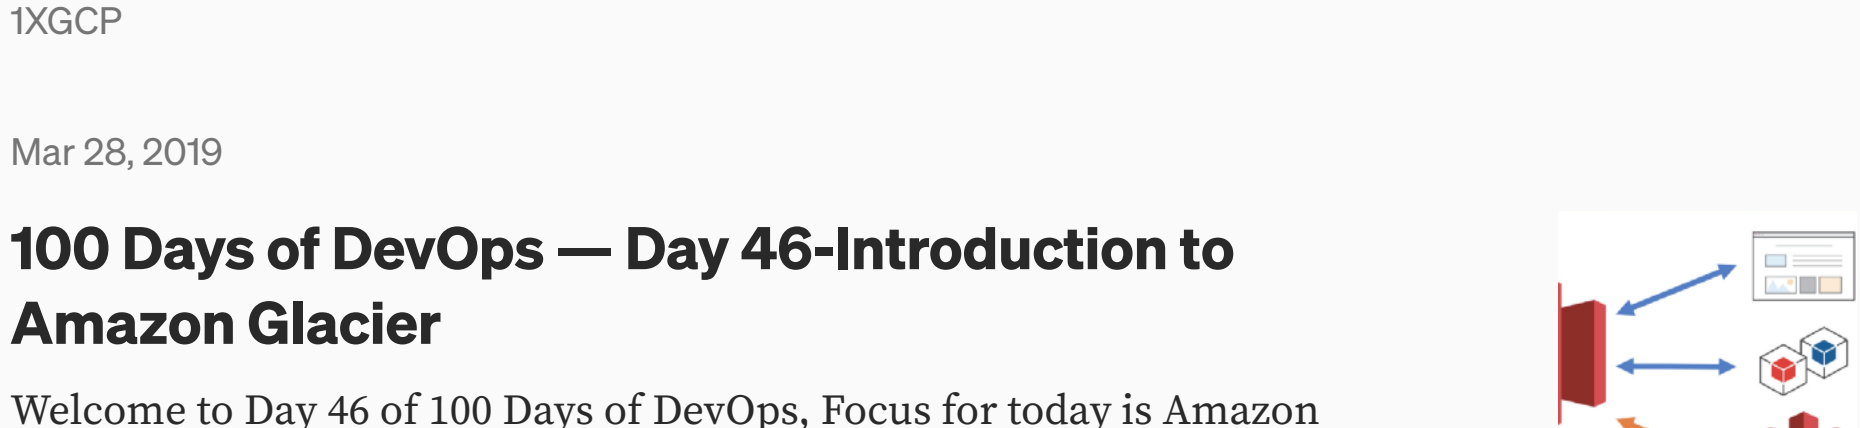 1XGCP
Mar 28, 2019
100 Days of DevOps — Day 46-Introduction to
Amazon Glacier
Welcome to Day 46 of 100 Days of DevOps, Focus for today is Amazon